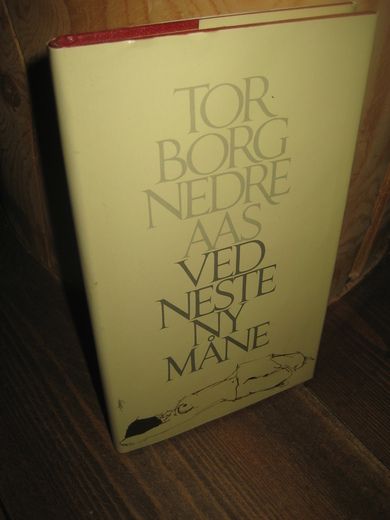 TOR
BORG
NEDRE
AAS
VED
NESTE
NY
MÅNE